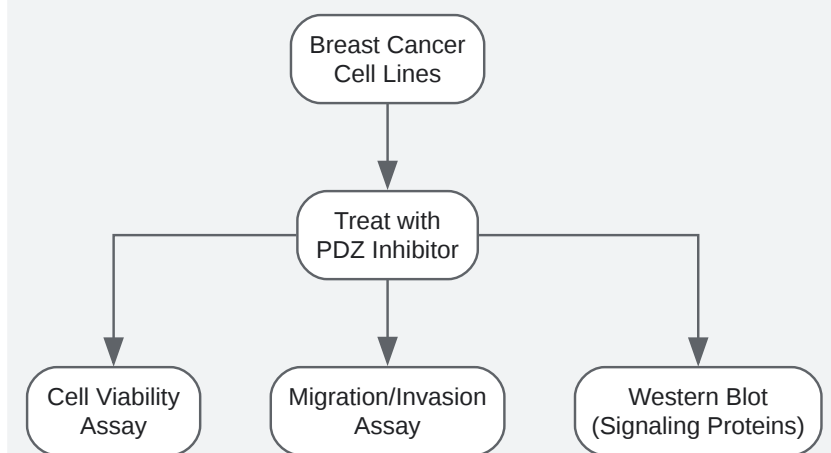 Breast Cancer
Cell Lines
Treat with
PDZ Inhibitor
Cell Viability
Assay
Migration/Invasion
Assay
Western Blot
(Signaling Proteins)